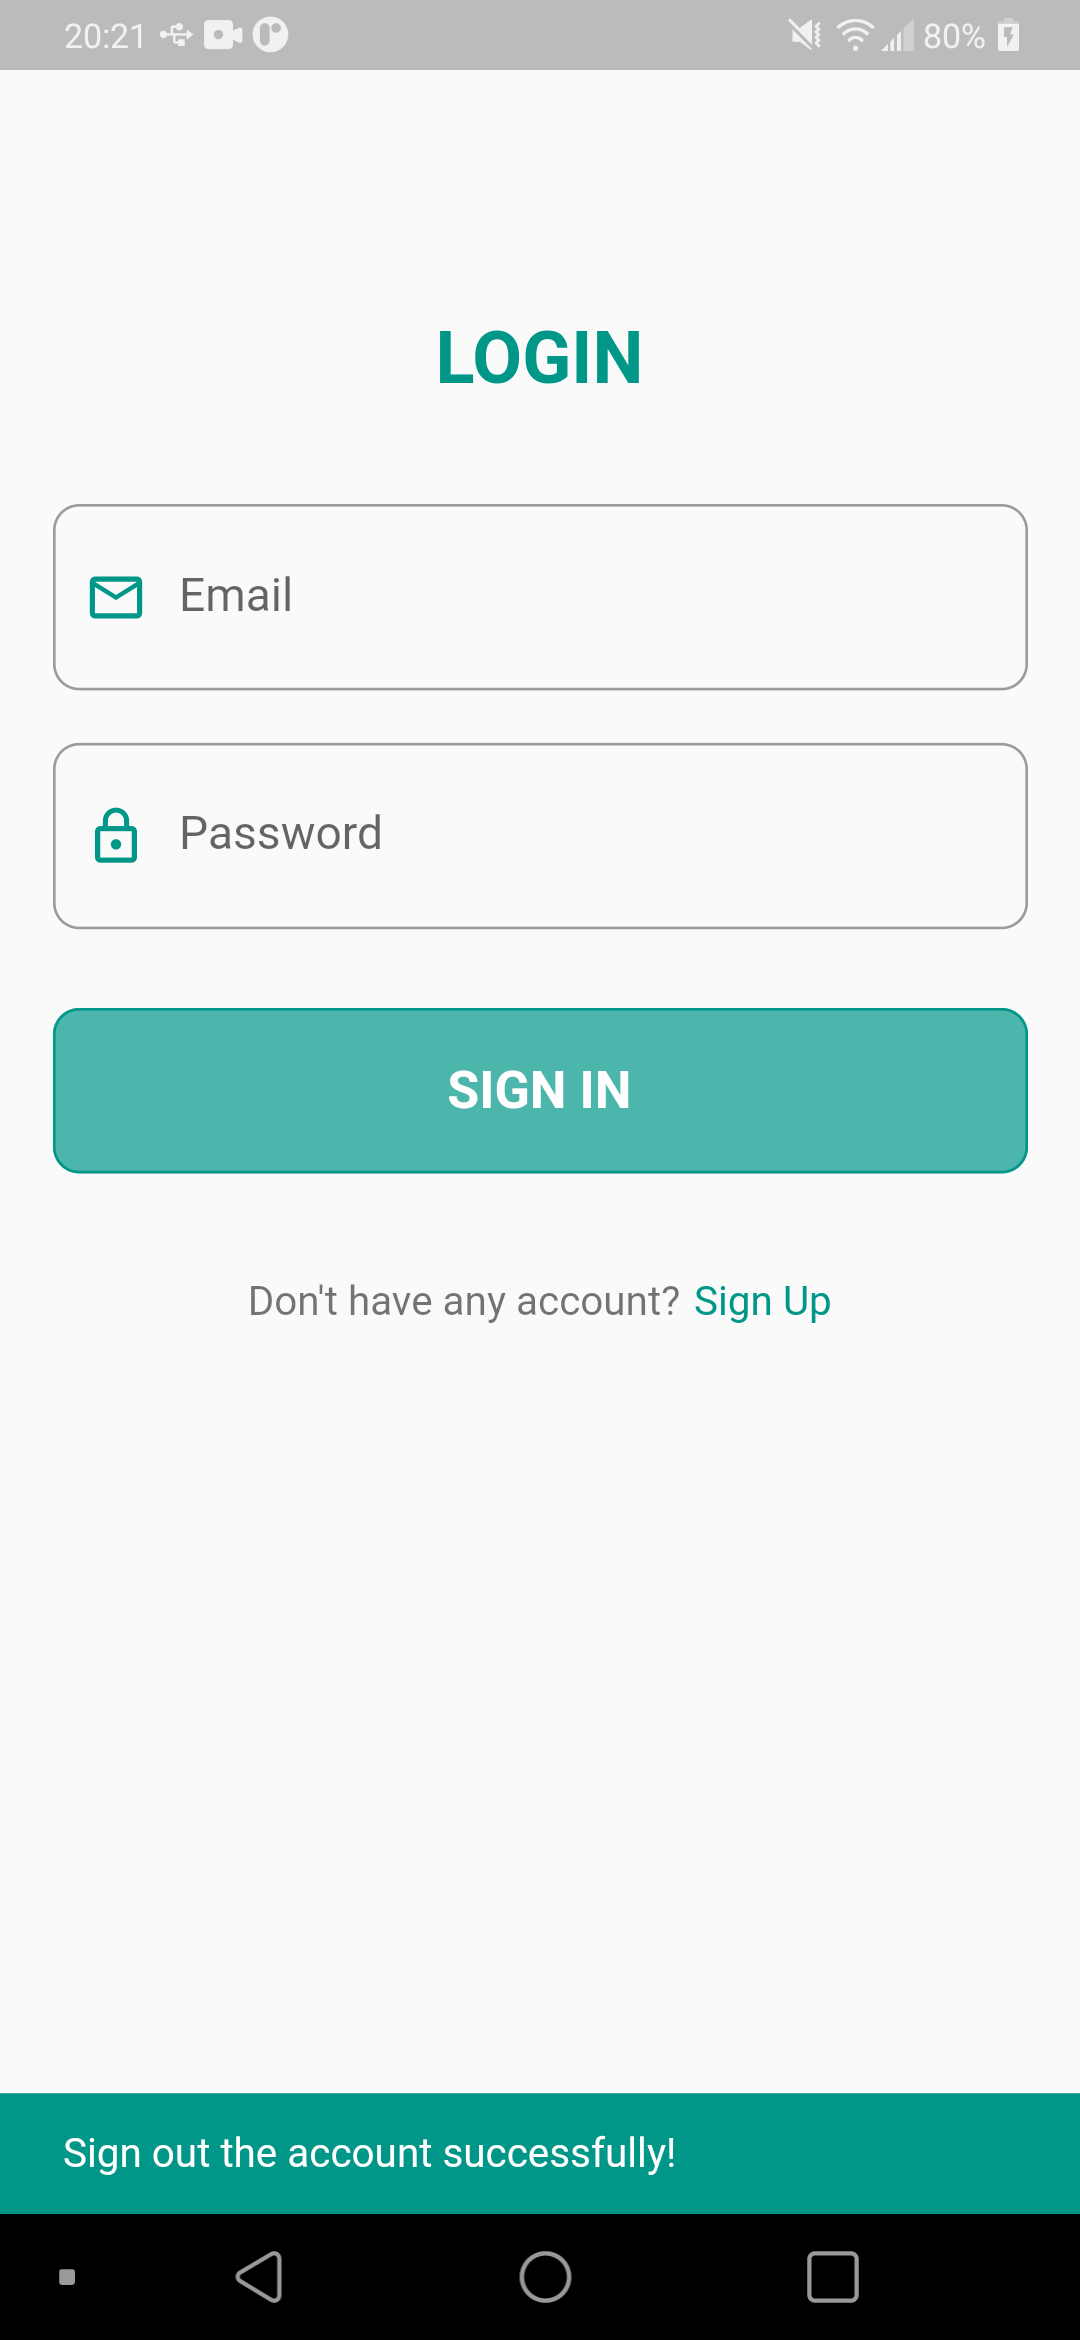 20:21 80%
LOGIN
Email
Password
SIGN IN
Don't have any account? Sign Up
Sign out the account successfully!